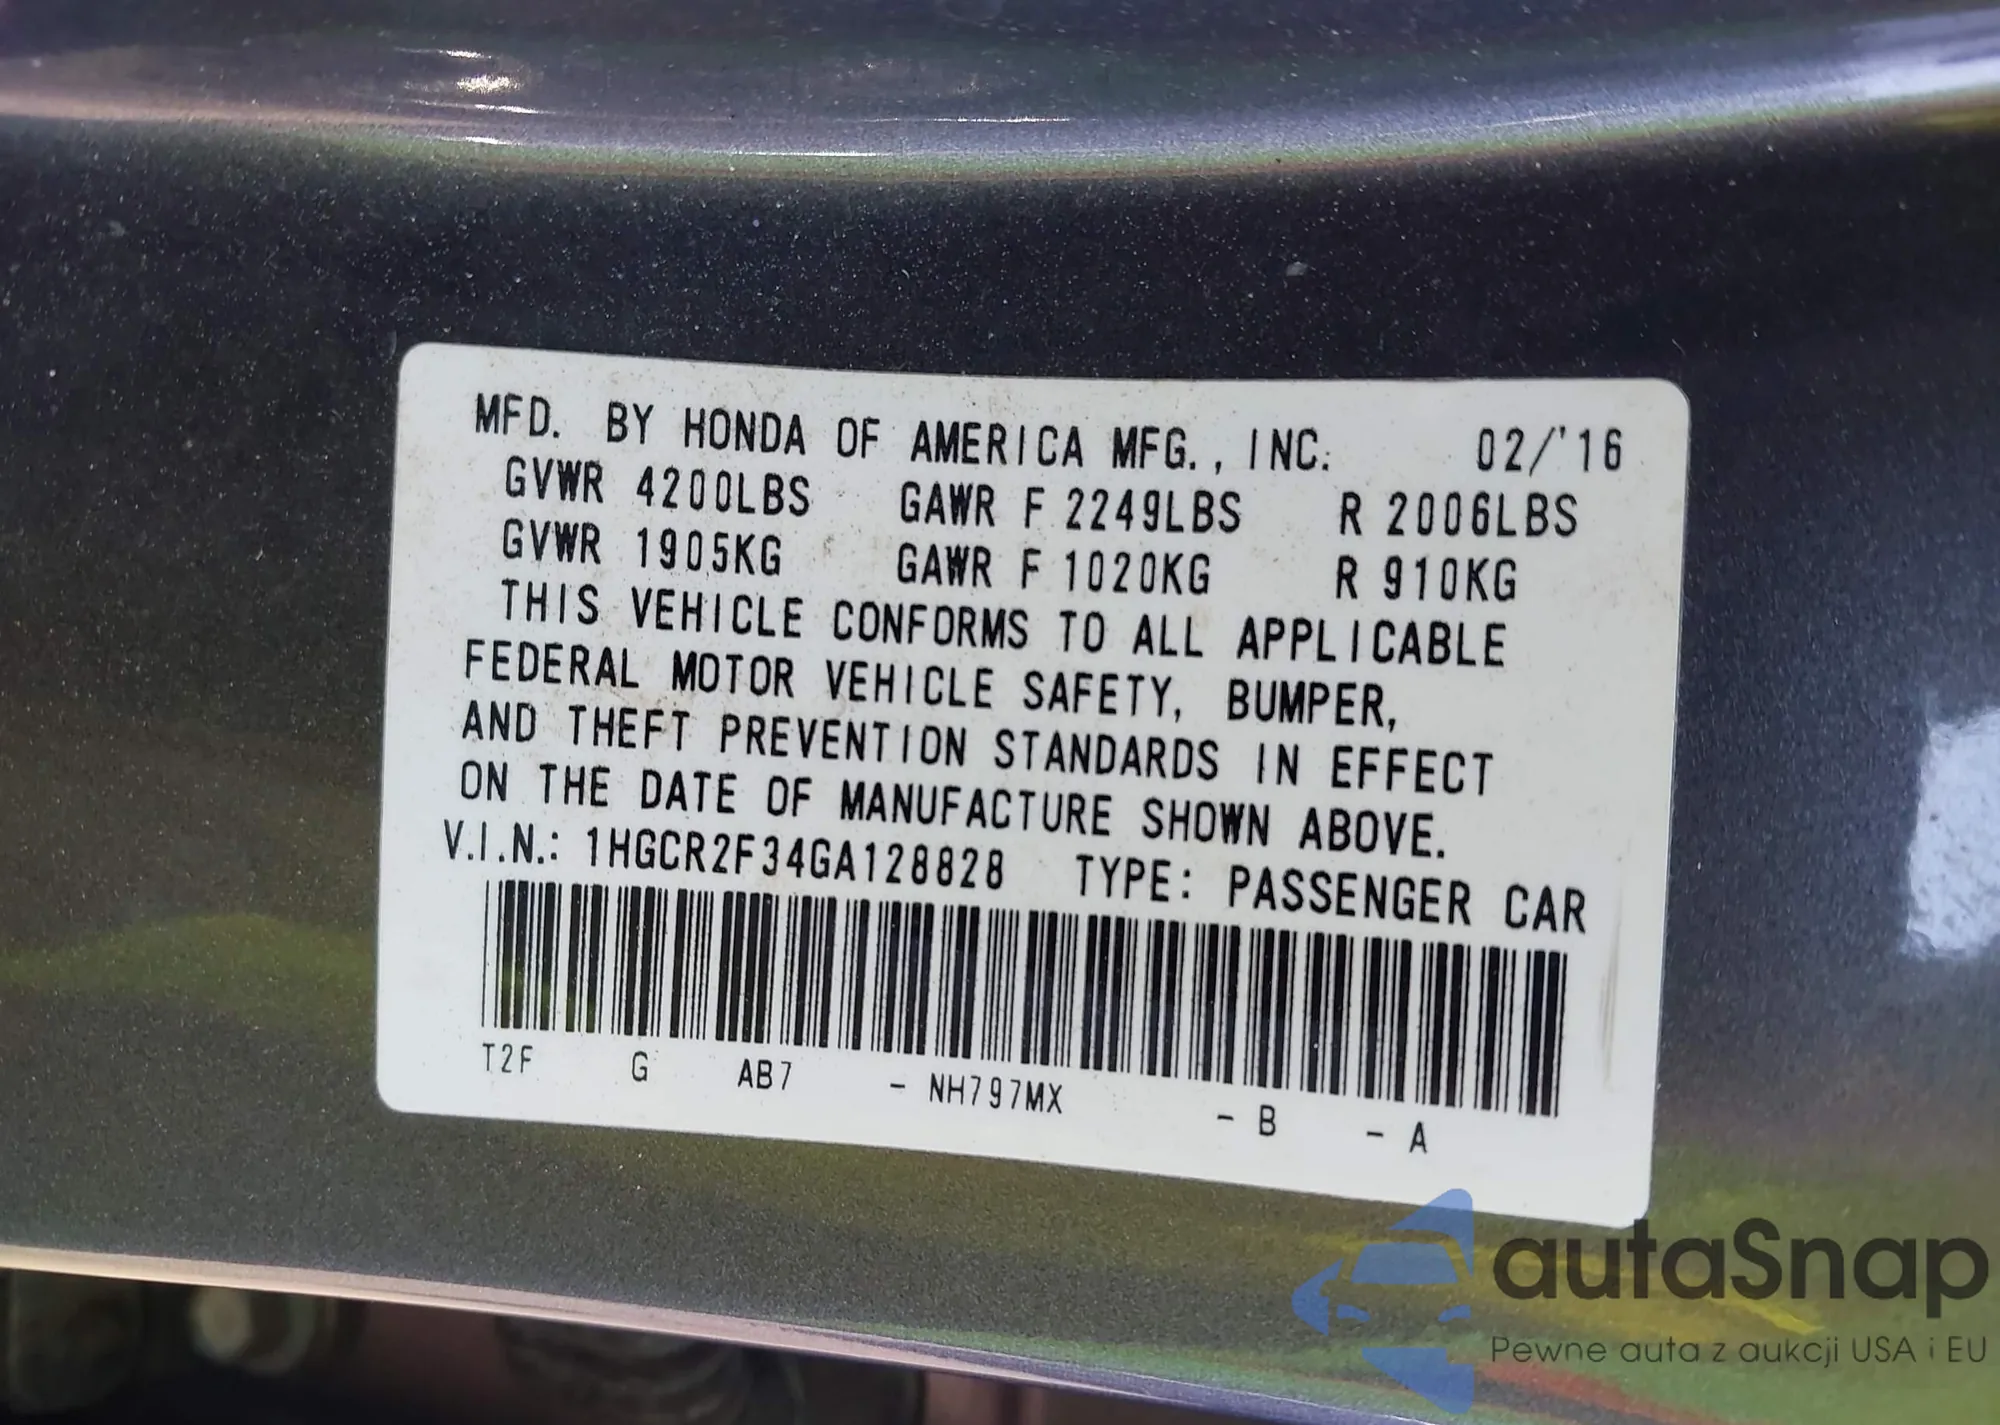 MFD. BY HONDA OF AMERICA MFG., INC. 02/'16
GVWR 4200LBS GAWR F 2249LBS R 2006LBS
GVWR 1905KG GAWR F 1020KG R 910KG
THIS VEHICLE CONFORMS TO ALL APPLICABLE
FEDERAL MOTOR VEHICLE SAFETY, BUMPER,
AND THEFT PREVENTION STANDARDS IN EFFECT
ON THE DATE OF MANUFACTURE SHOWN ABOVE.
V.I.N.: 1HGCR2F34GA128828 TYPE: PASSENGER CAR
T2F G AB7 - NH797MX - B - A
autaSnap
Pewne auta z aukcji USA i EU